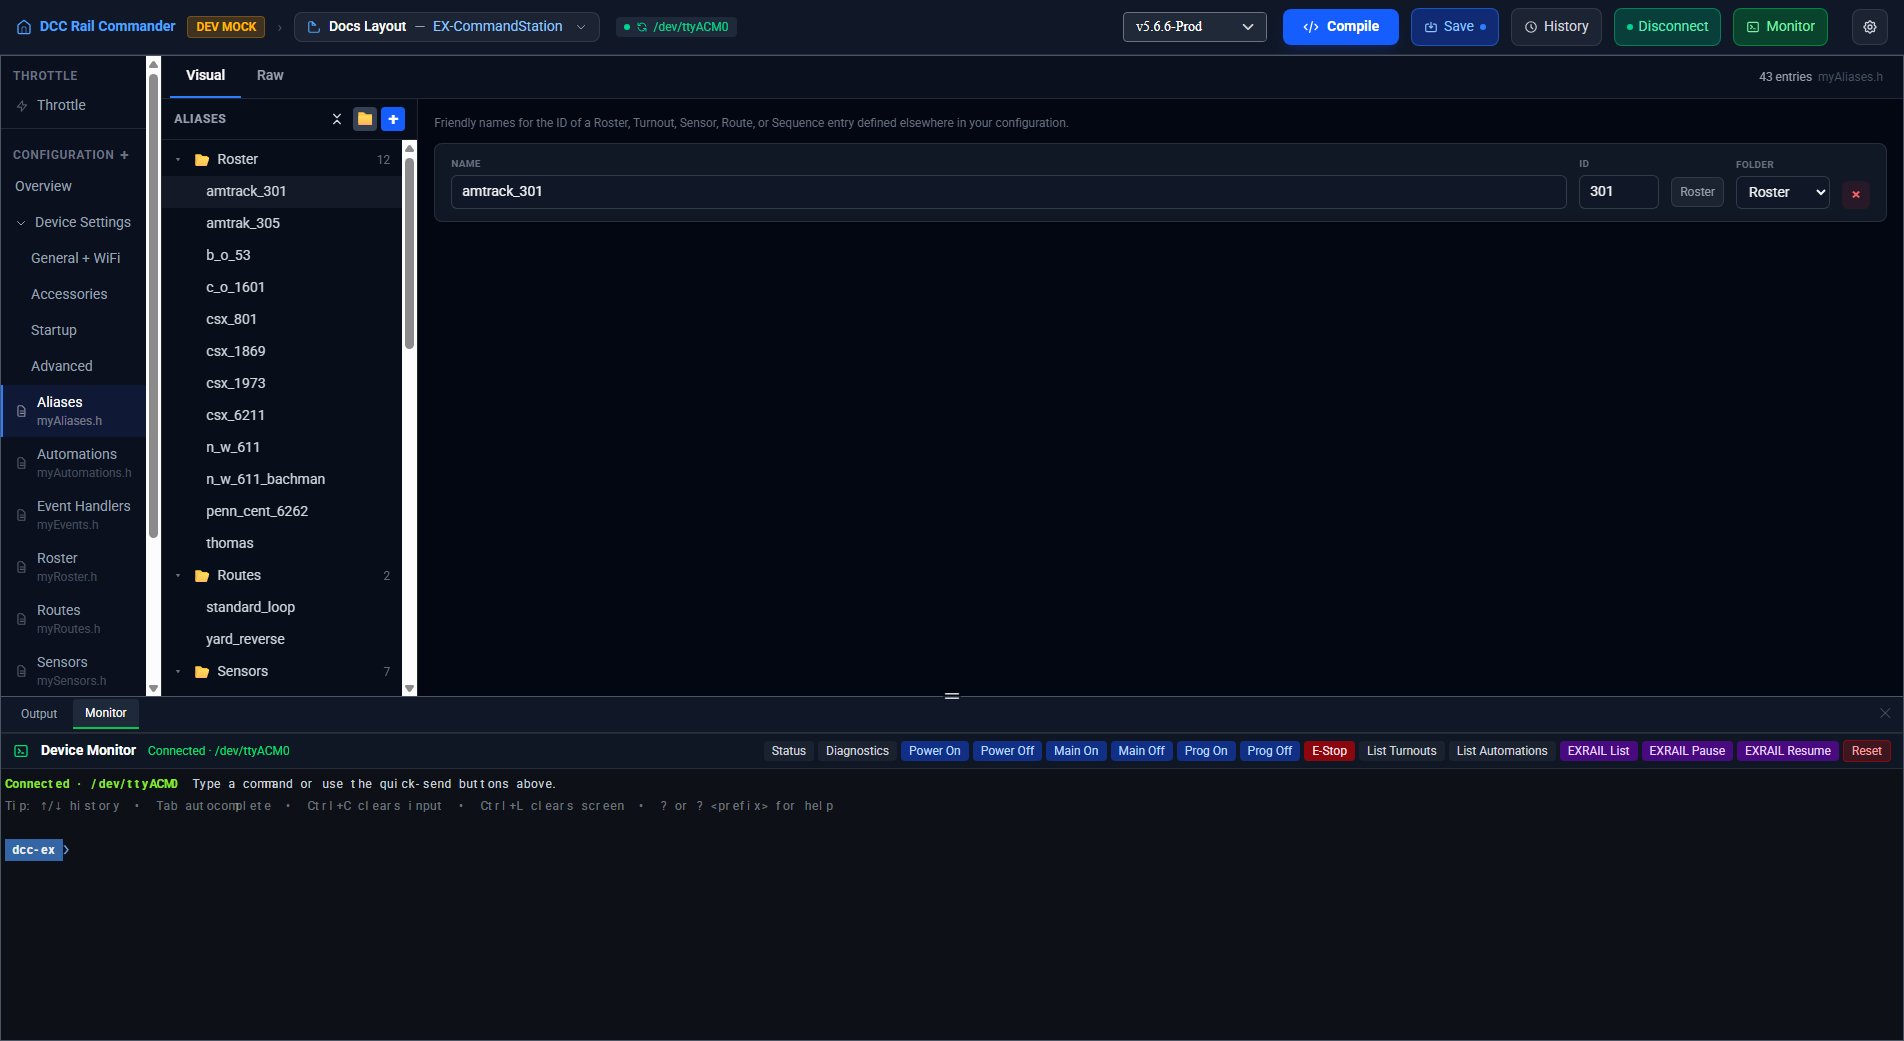 DCC Rail Commander DEV MOCK › Docs Layout — EX-CommandStation /dev/ttyACM0 v5.6.6-Prod </> Compile Save History Disconnect Monitor
THROTTLE
Throttle
CONFIGURATION +
Overview
Device Settings
General + WiFi
Accessories
Startup
Advanced
Aliases
myAliases.h
Automations
myAutomations.h
Event Handlers
myEvents.h
Roster
myRoster.h
Routes
myRoutes.h
Sensors
mySensors.h
Visual Raw 43 entries myAliases.h
ALIASES
Roster 12
amtrack_301
amtrak_305
b_o_53
c_o_1601
csx_801
csx_1869
csx_1973
csx_6211
n_w_611
n_w_611_bachman
penn_cent_6262
thomas
Routes 2
standard_loop
yard_reverse
Sensors 7
Friendly names for the ID of a Roster, Turnout, Sensor, Route, or Sequence entry defined elsewhere in your configuration.
NAME ID FOLDER
amtrack_301 301 Roster Roster
Output Monitor
Device Monitor Connected · /dev/ttyACM0 Status Diagnostics Power On Power Off Main On Main Off Prog On Prog Off E-Stop List Turnouts List Automations EXRAIL List EXRAIL Pause EXRAIL Resume Reset
Connected · /dev/ttyACM0 Type a command or use the quick-send buttons above.
Tip: ↑/↓ history • Tab autocomplete • Ctrl+C clears input • Ctrl+L clears screen • ? or ? <prefix> for help
dcc-ex ›